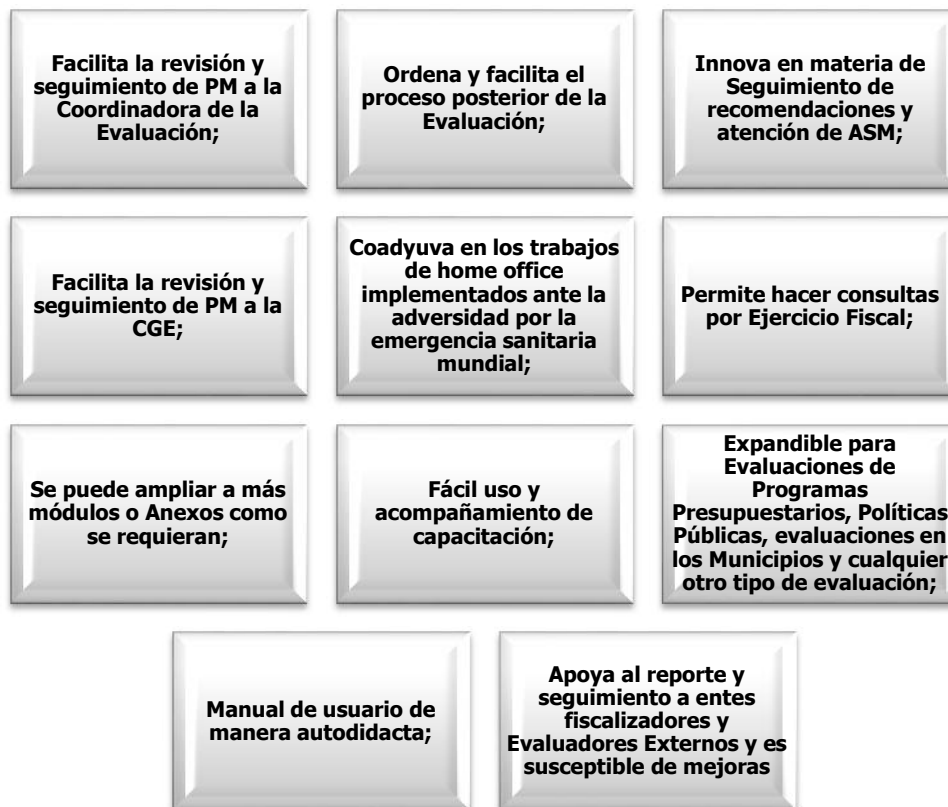 Facilita la revisión y
seguimiento de PM a la
Coordinadora de la
Evaluación;
Ordena y facilita el
proceso posterior de la
Evaluación;
Innova en materia de
Seguimiento de
recomendaciones y
atención de ASM;
Facilita la revisión y
seguimiento de PM a la
CGE;
Coadyuva en los trabajos
de home office
implementados ante la
adversidad por la
emergencia sanitaria
mundial;
Permite hacer consultas
por Ejercicio Fiscal;
Se puede ampliar a más
módulos o Anexos como
se requieran;
Fácil uso y
acompañamiento de
capacitación;
Expandible para
Evaluaciones de
Programas
Presupuestarios, Políticas
Públicas, evaluaciones en
los Municipios y cualquier
otro tipo de evaluación;
Manual de usuario de
manera autodidacta;
Apoya al reporte y
seguimiento a entes
fiscalizadores y
Evaluadores Externos y es
susceptible de mejoras